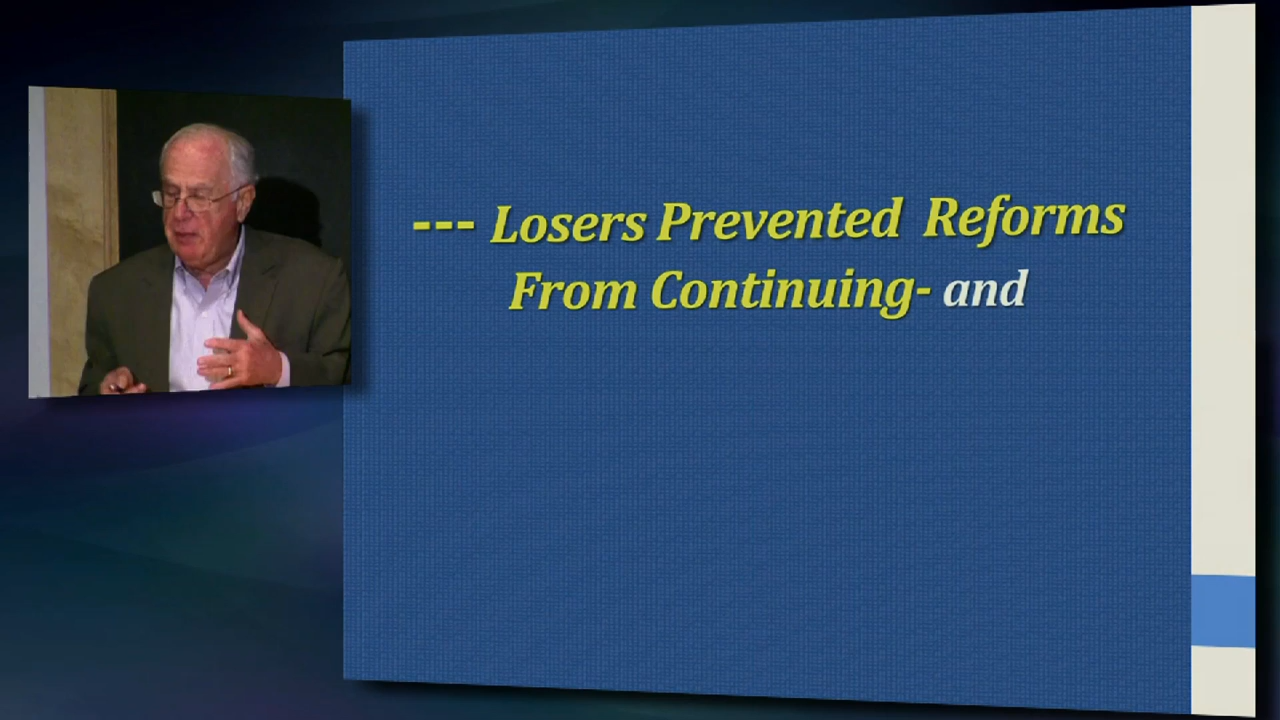 --- Losers Prevented Reforms
From Continuing- and